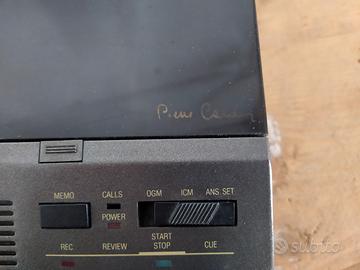 Pierre Cardin
MEMO
CALLS
POWER
OGM
ICM
ANS. SET
REC
REVIEW
START
STOP
CUE
subito